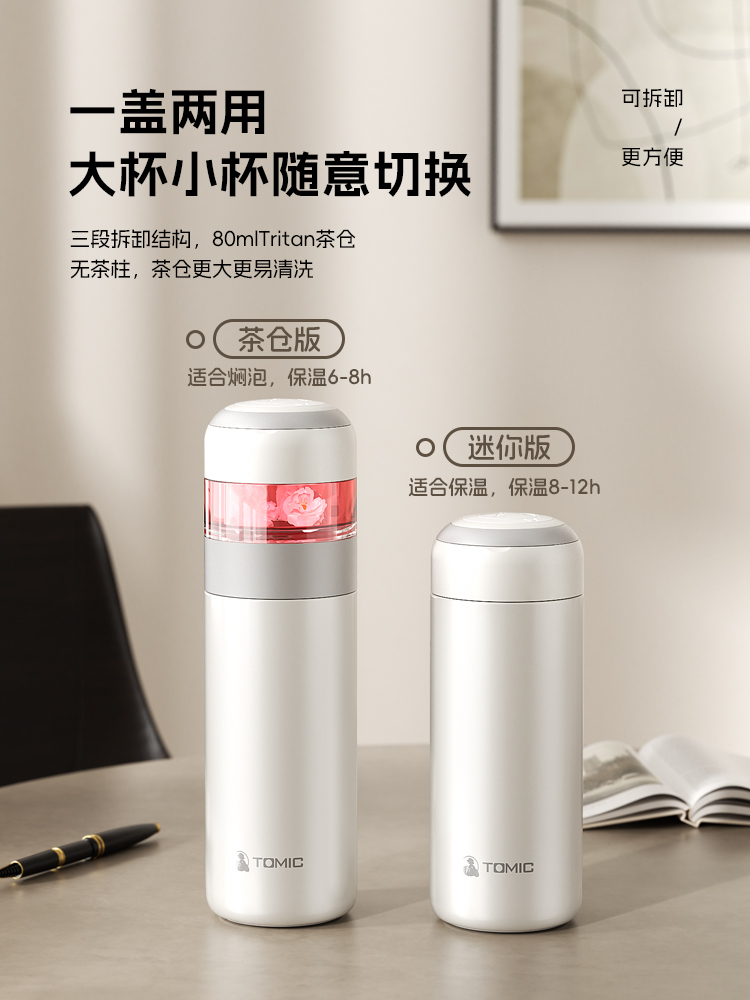 一盖两用
大杯小杯随意切换
可拆卸
/
更方便
三段拆卸结构，80mlTritan茶仓
无茶柱，茶仓更大更易清洗
茶仓版
适合焖泡，保温6-8h
迷你版
适合保温，保温8-12h
TOMIC
TOMIC